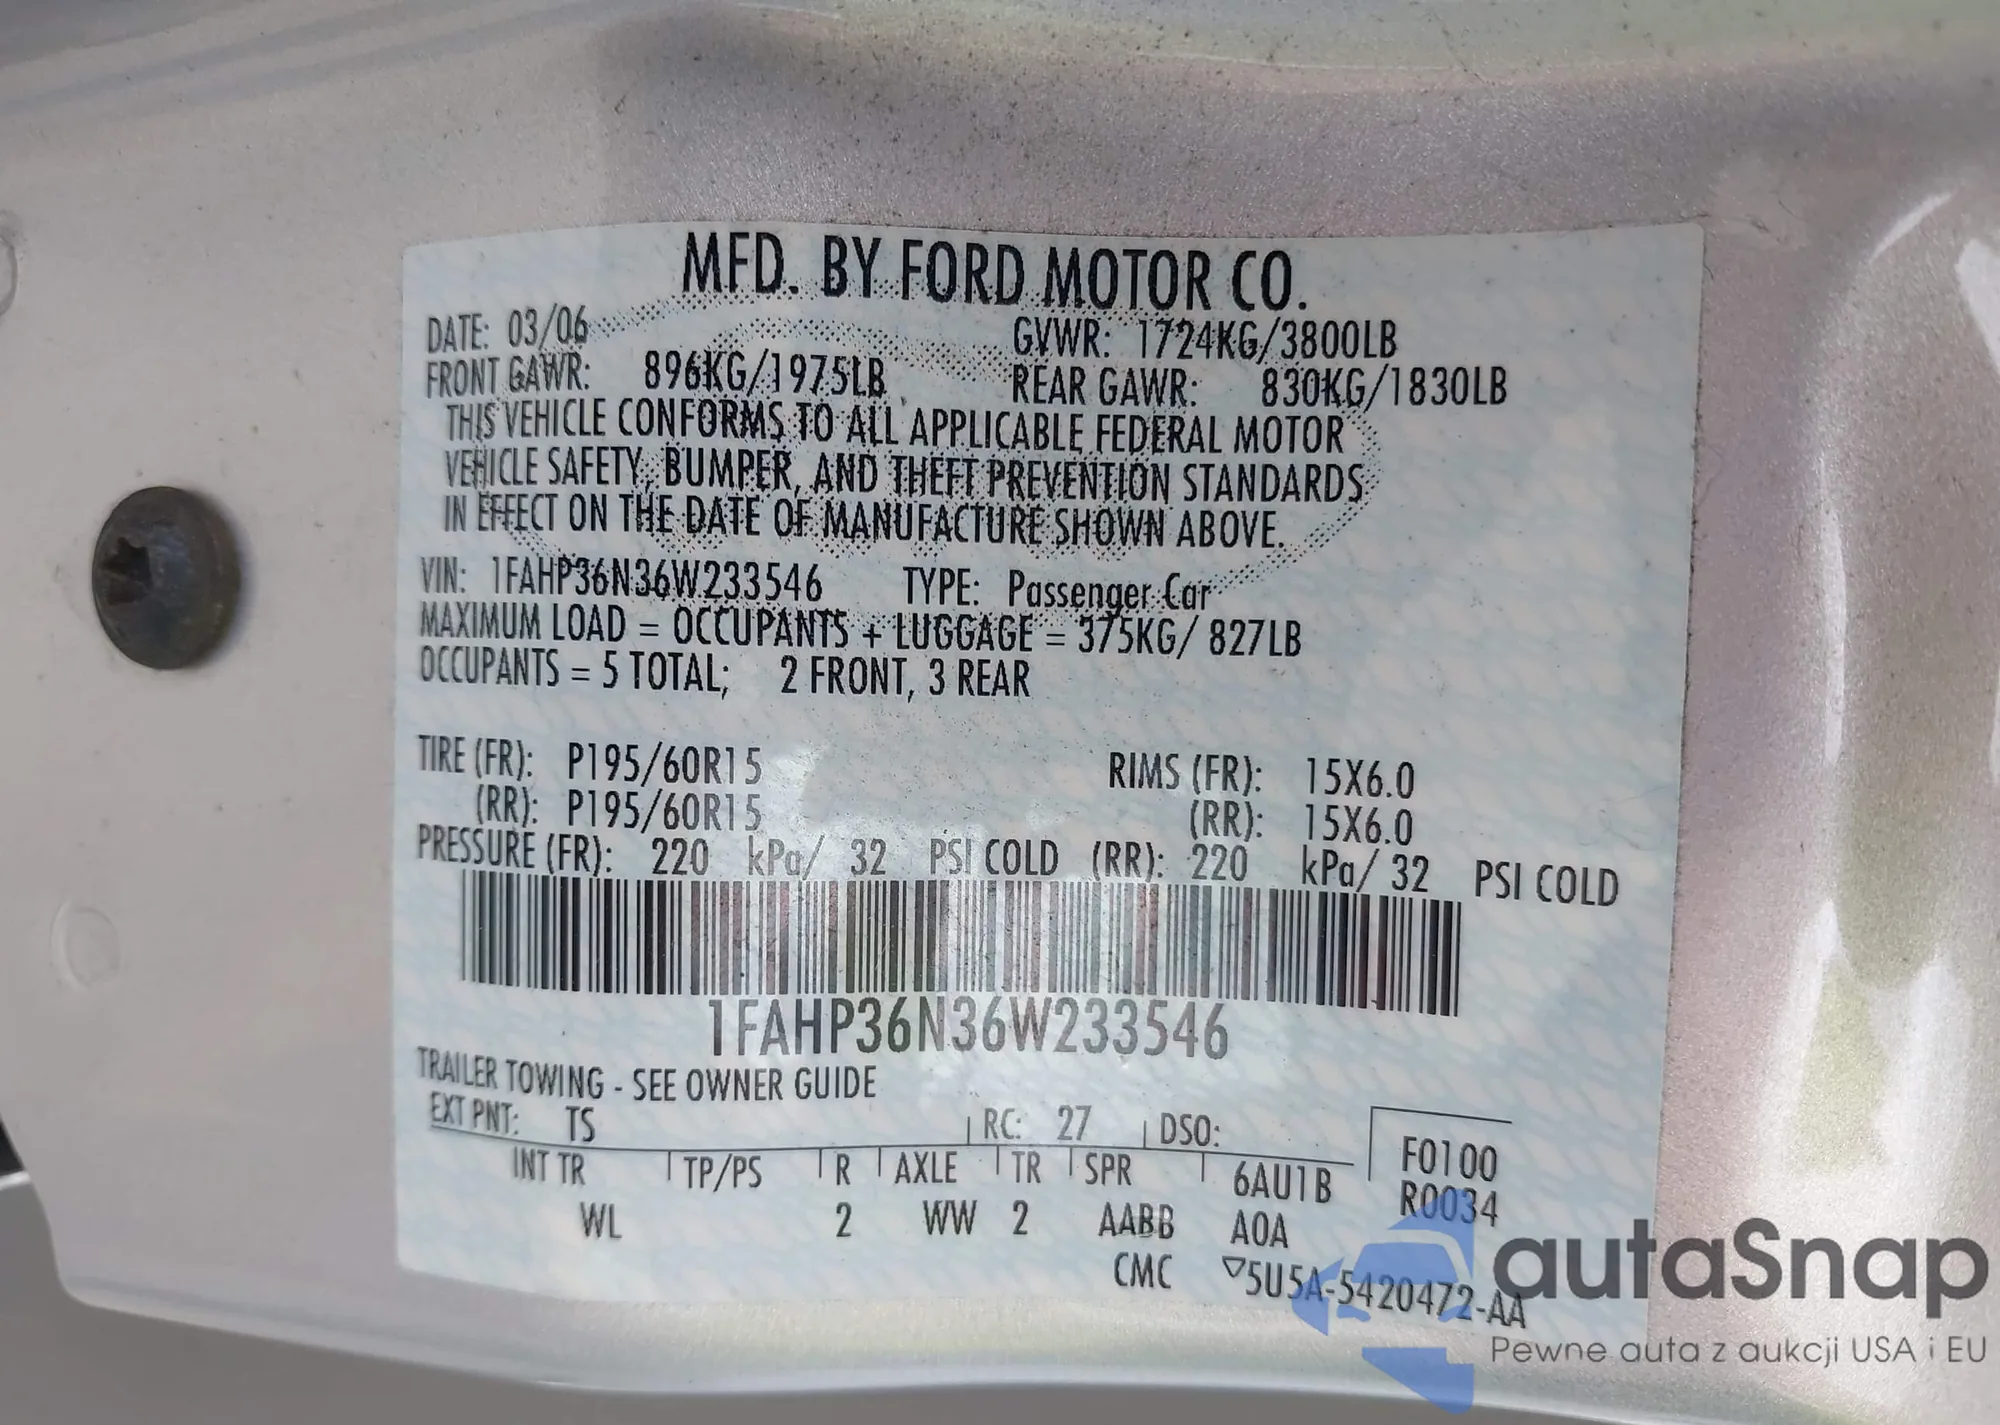 MFD. BY FORD MOTOR CO.
DATE: 03/06 GVWR: 1724KG/3800LB
FRONT GAWR: 896KG/1975LB REAR GAWR: 830KG/1830LB
THIS VEHICLE CONFORMS TO ALL APPLICABLE FEDERAL MOTOR
VEHICLE SAFETY, BUMPER, AND THEFT PREVENTION STANDARDS
IN EFFECT ON THE DATE OF MANUFACTURE SHOWN ABOVE.
VIN: 1FAHP36N36W233546 TYPE: Passenger Car
MAXIMUM LOAD = OCCUPANTS + LUGGAGE = 375KG/ 827LB
OCCUPANTS = 5 TOTAL; 2 FRONT, 3 REAR
TIRE (FR): P195/60R15 RIMS (FR): 15X6.0
(RR): P195/60R15 (RR): 15X6.0
PRESSURE (FR): 220 kPa/ 32 PSI COLD (RR): 220 kPa/ 32 PSI COLD
1FAHP36N36W233546
TRAILER TOWING - SEE OWNER GUIDE
EXT PNT: TS RC: 27 DSO: F0100
INT TR TP/PS R AXLE TR SPR 6AU1B R0034
WL 2 WW 2 AABB AOA
CMC ▽5U5A-5420472-AA
autaSnap
Pewne auta z aukcji USA i EU